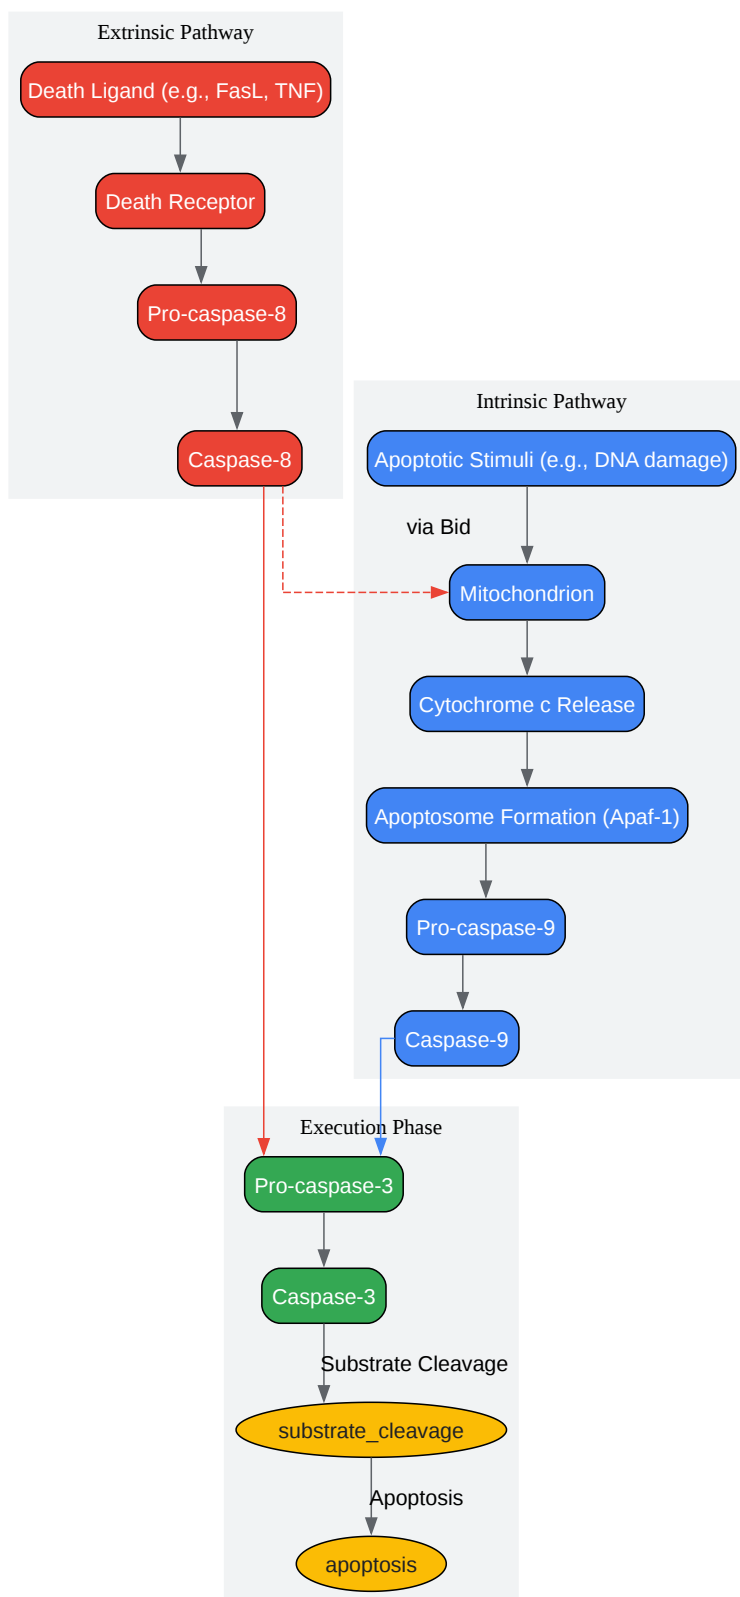 Extrinsic Pathway
Death Ligand (e.g., FasL, TNF)
Death Receptor
Pro-caspase-8
Caspase-8
Intrinsic Pathway
Apoptotic Stimuli (e.g., DNA damage)
via Bid
Mitochondrion
Cytochrome c Release
Apoptosome Formation (Apaf-1)
Pro-caspase-9
Caspase-9
Execution Phase
Pro-caspase-3
Caspase-3
Substrate Cleavage
substrate_cleavage
Apoptosis
apoptosis